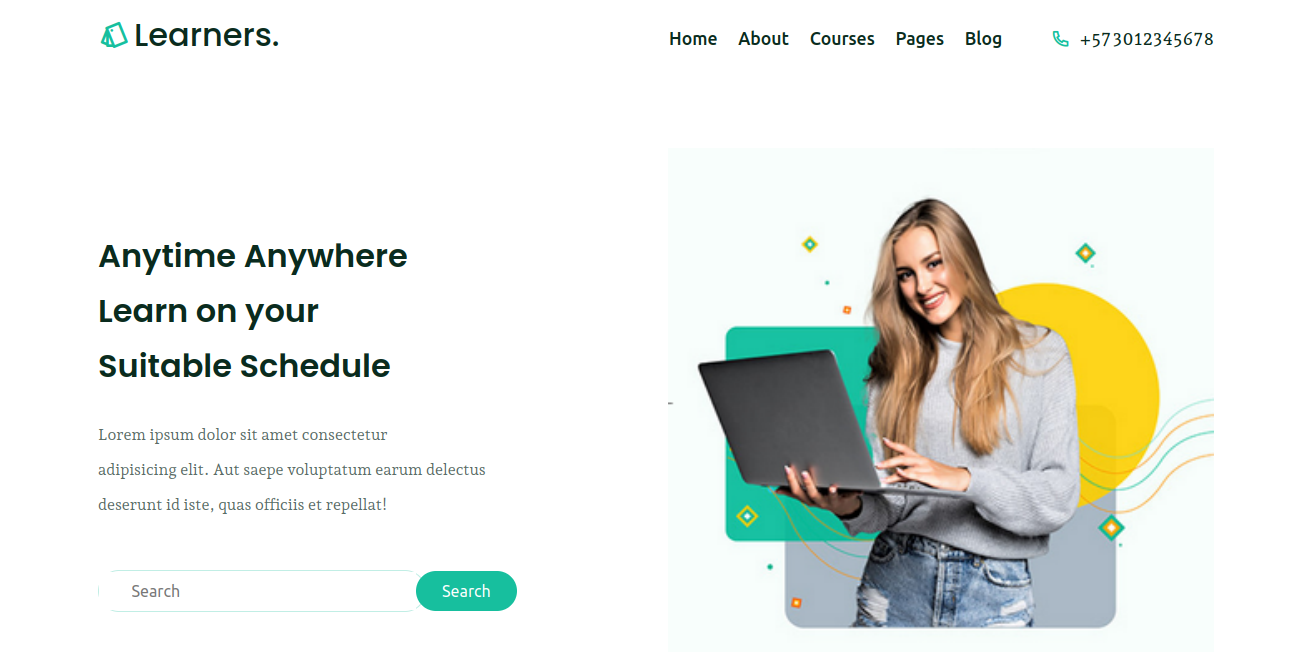 Learners.
Home About Courses Pages Blog +573012345678
Anytime Anywhere
Learn on your
Suitable Schedule
Lorem ipsum dolor sit amet consectetur
adipisicing elit. Aut saepe voluptatum earum delectus
deserunt id iste, quas officiis et repellat!
Search Search